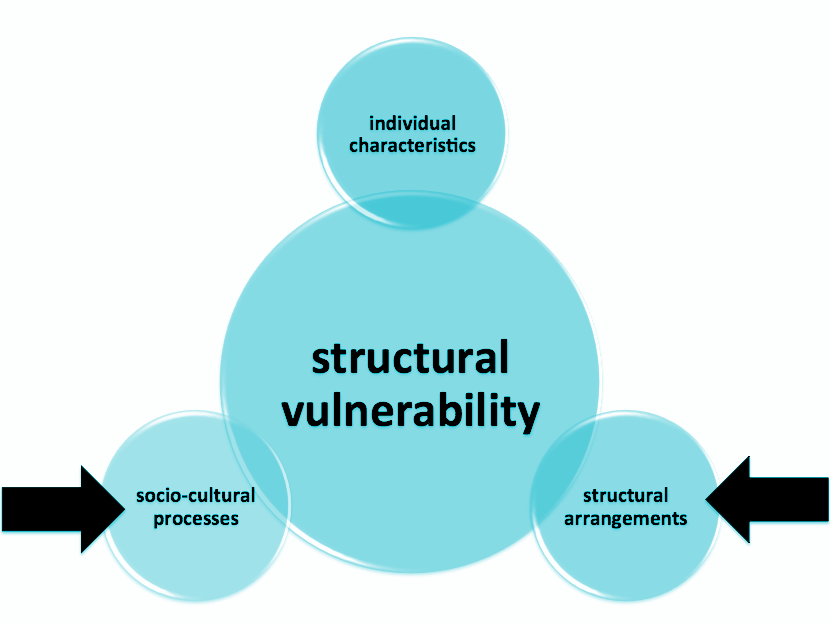 individual
characteristics
structural
vulnerability
socio-cultural
processes
structural
arrangements